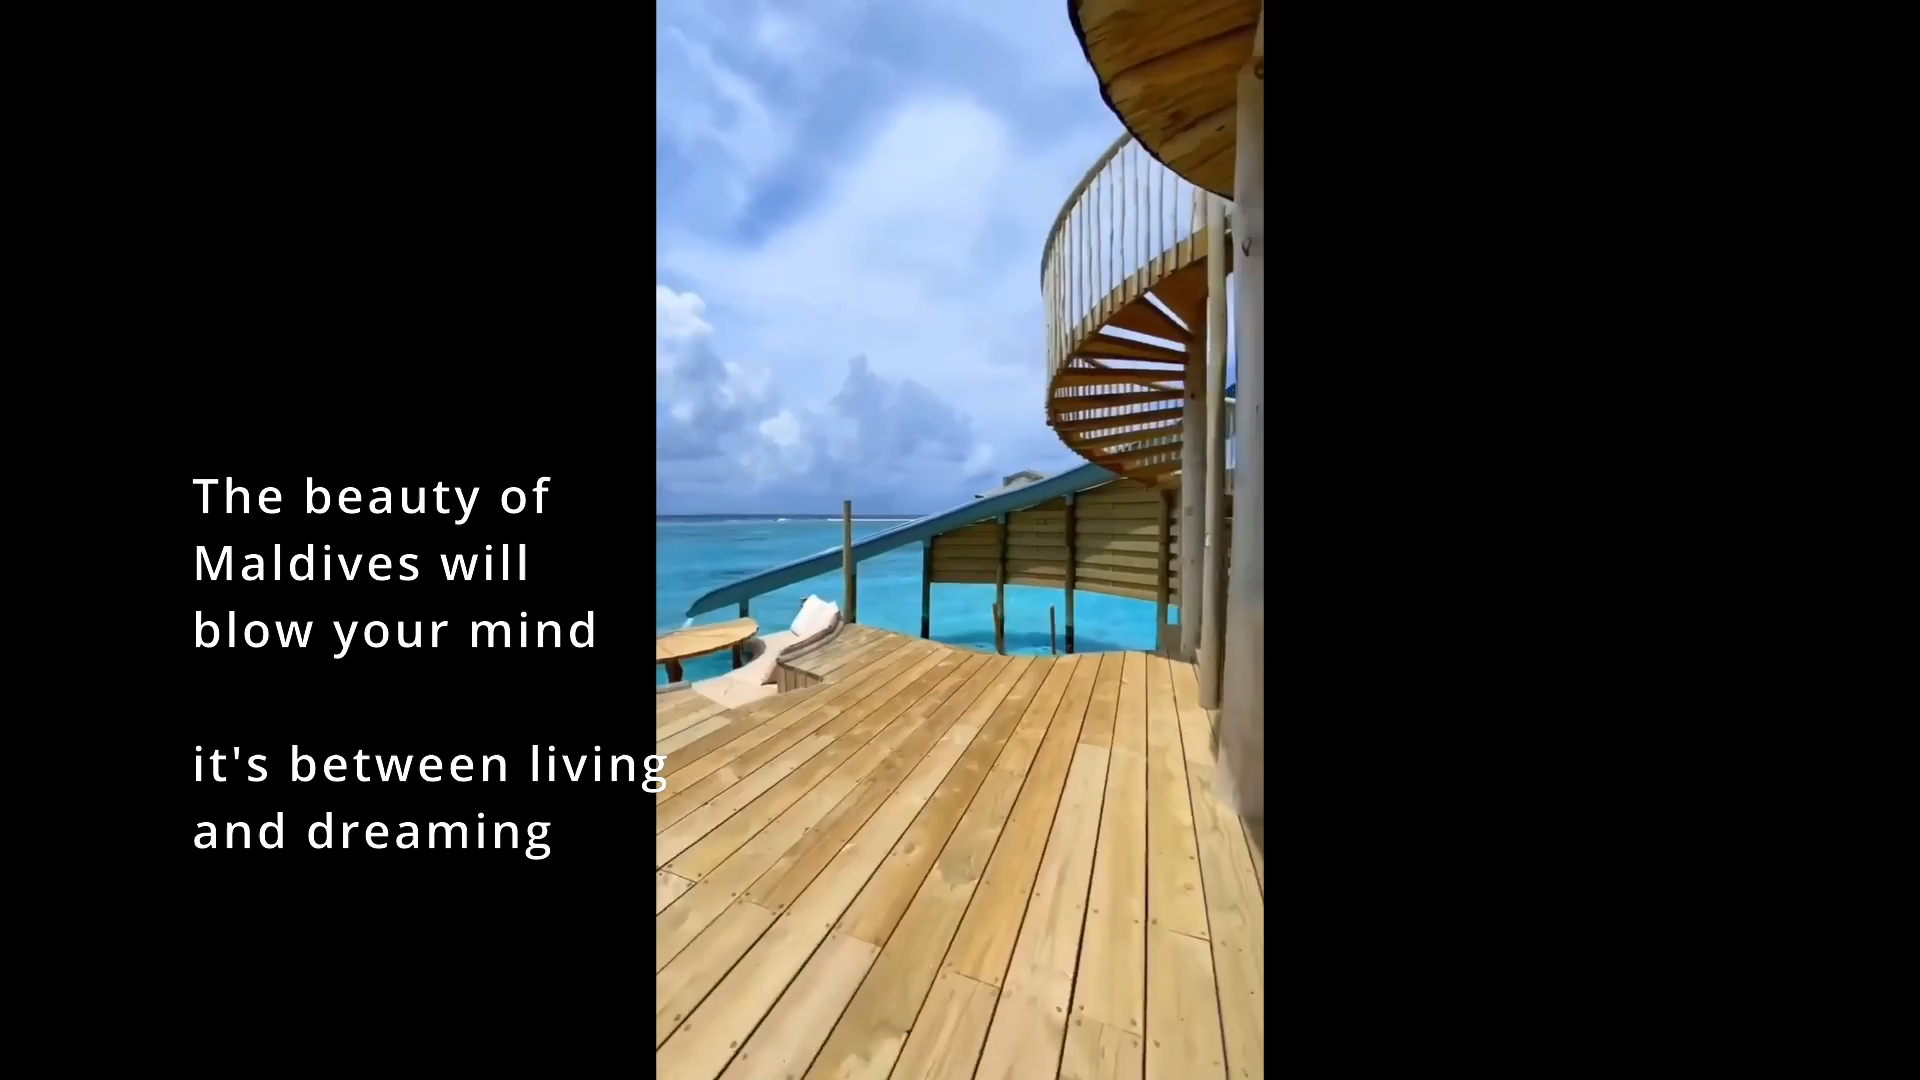 The beauty of
Maldives will
blow your mind
it's between living
and dreaming